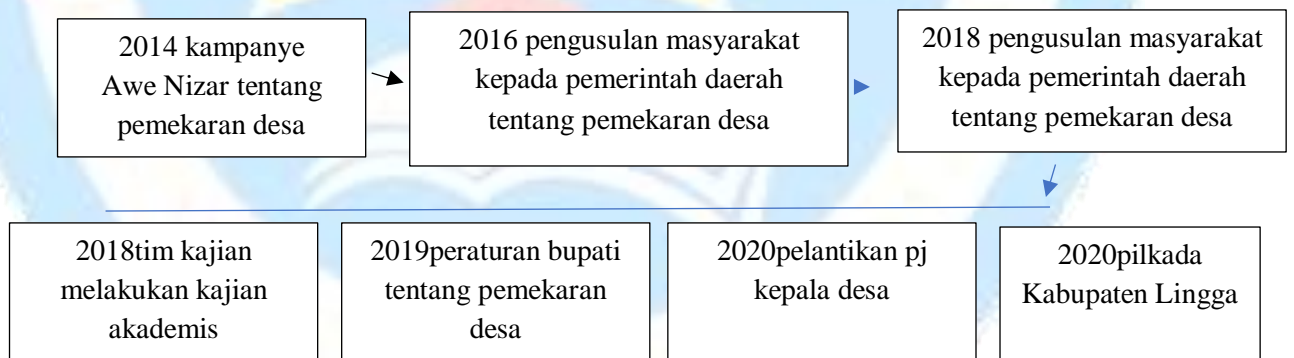 2014 kampanye
Awe Nizar tentang
pemekaran desa
2016 pengusulan masyarakat
kepada pemerintah daerah
tentang pemekaran desa
2018 pengusulan masyarakat
kepada pemerintah daerah
tentang pemekaran desa
2018tim kajian
melakukan kajian
akademis
2019peraturan bupati
tentang pemekaran
desa
2020pelantikan pj
kepala desa
2020pilkada
Kabupaten Lingga